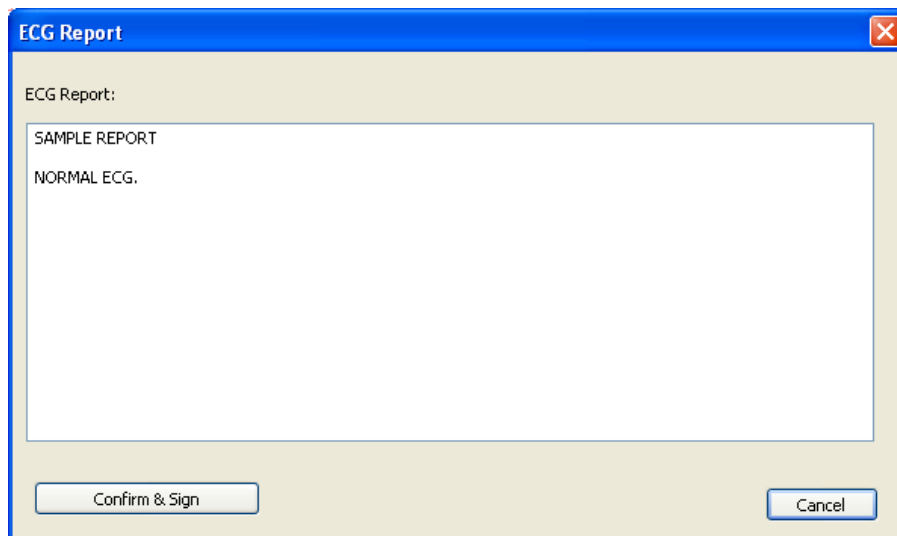 ECG Report
ECG Report:
SAMPLE REPORT
NORMAL ECG.
Confirm & Sign
Cancel